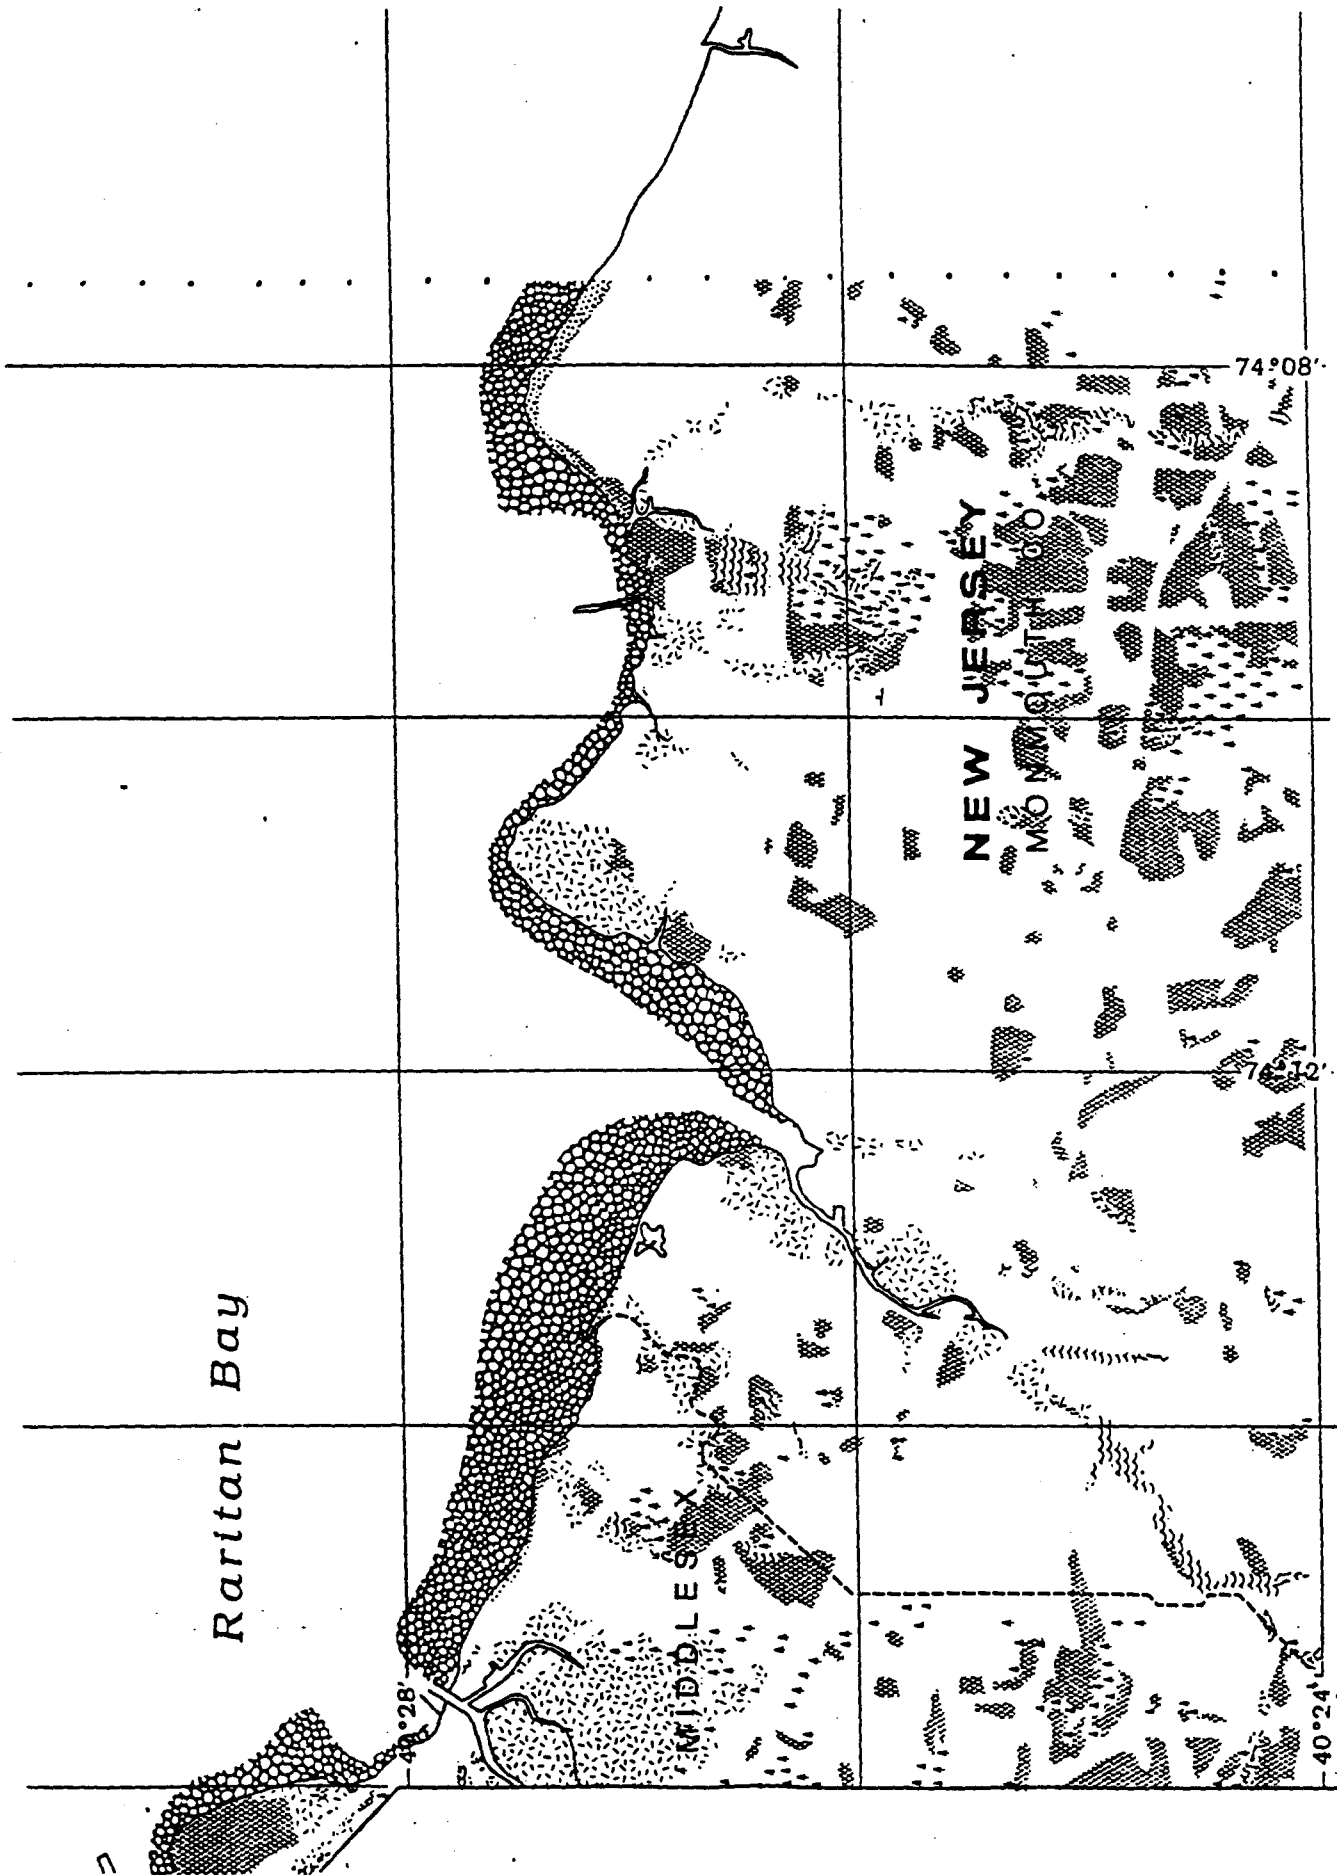 Raritan Bay
NEW JERSEY
MONMOUTH CO
MIDDLESEX
74°08'
74°12'
40°28'
40°24'